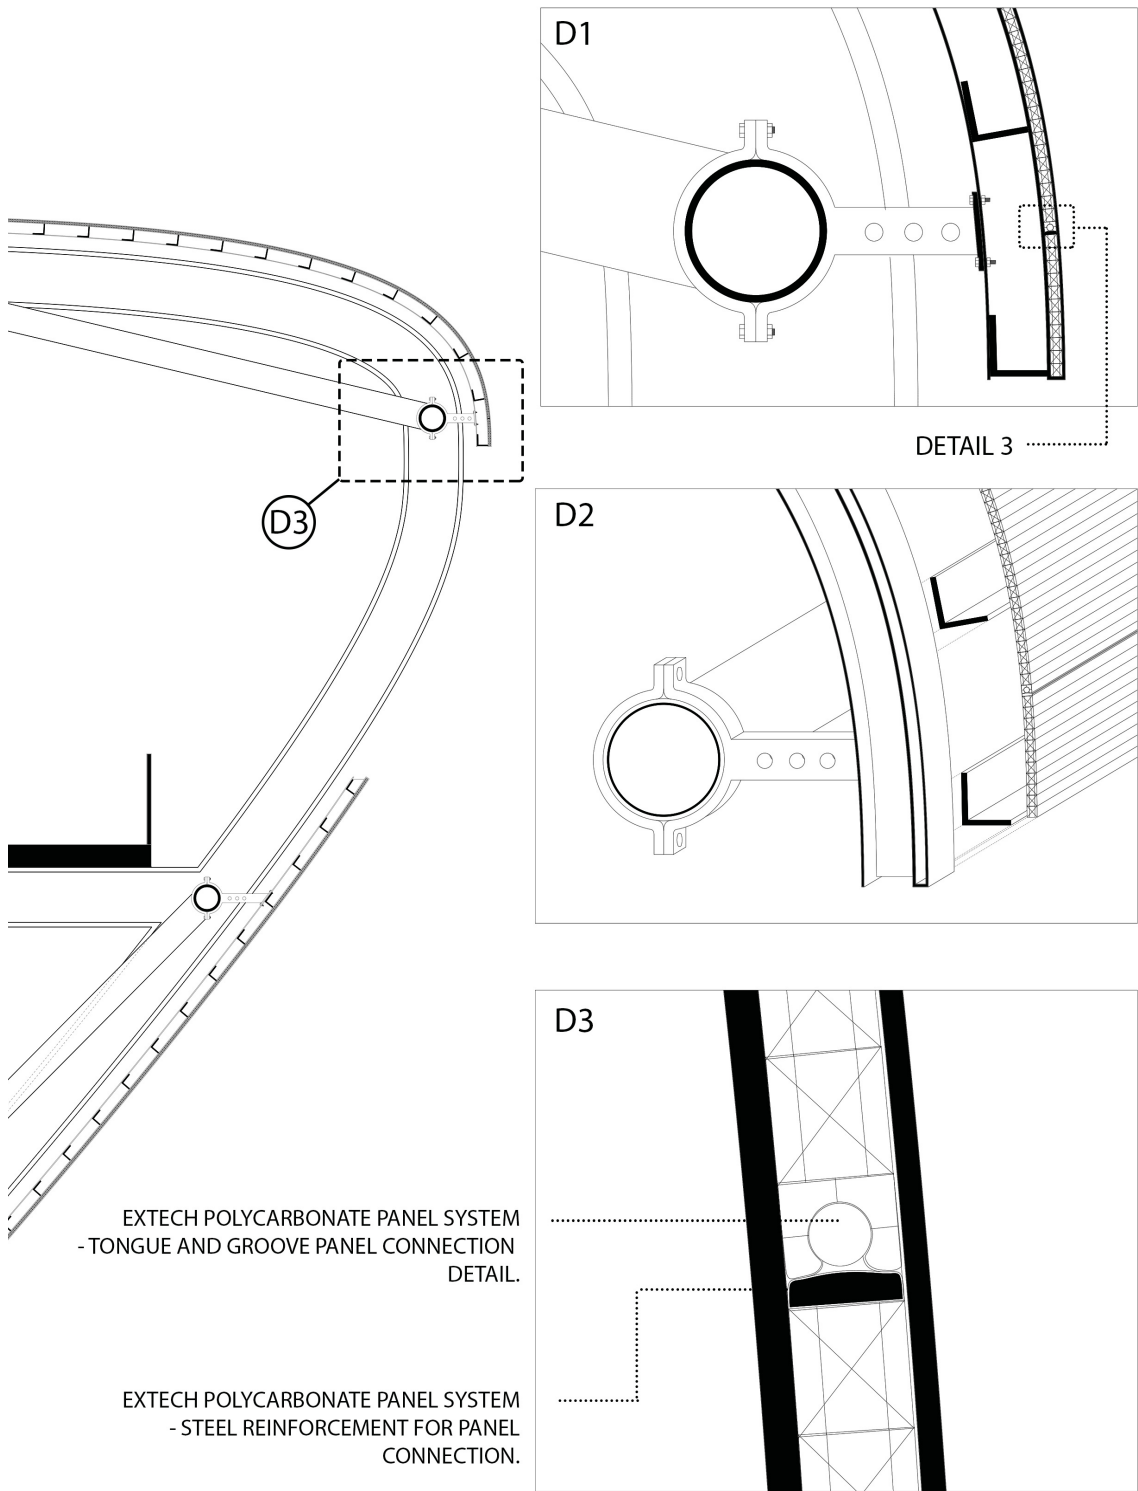 D1
DETAIL 3
D3
D2
D3
EXTECH POLYCARBONATE PANEL SYSTEM
- TONGUE AND GROOVE PANEL CONNECTION
DETAIL.
EXTECH POLYCARBONATE PANEL SYSTEM
- STEEL REINFORCEMENT FOR PANEL
CONNECTION.